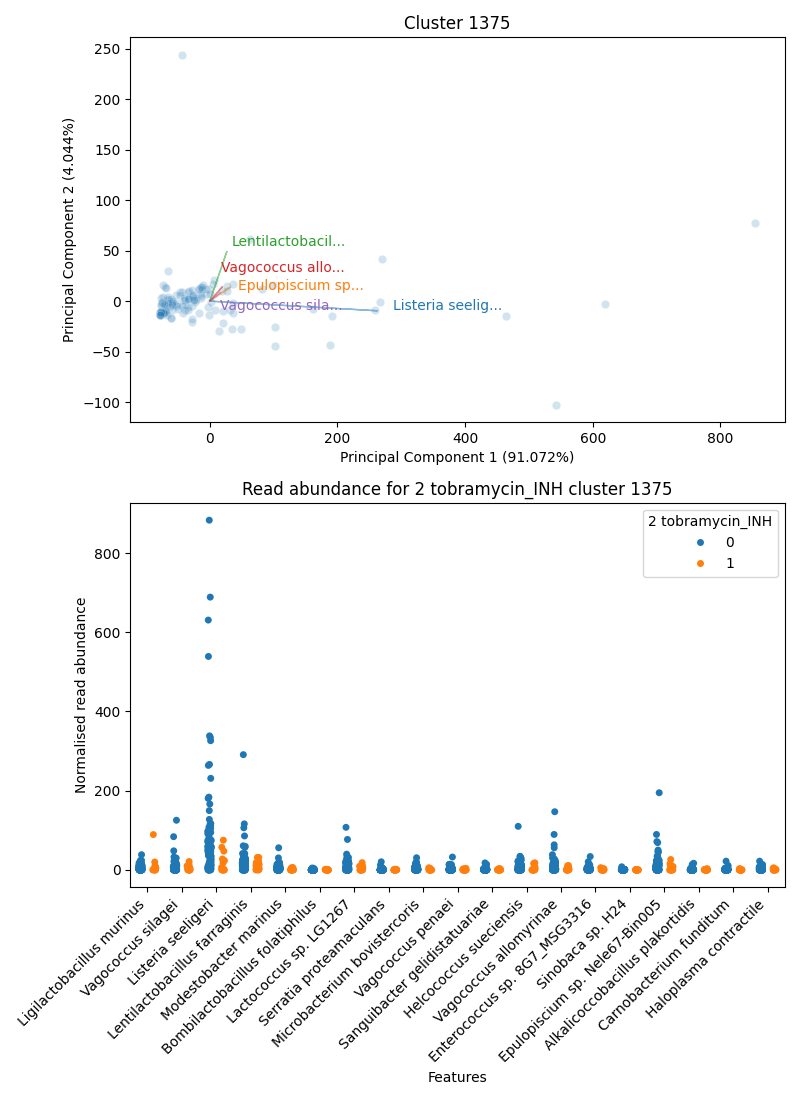 Cluster 1375
250
200
150
100
50
0
−50
−100
Principal Component 2 (4.044%)
Lentilactobacil...
Vagococcus allo...
Epulopiscium sp...
Vagococcus sila...
Listeria seelig...
0
200
400
600
800
Principal Component 1 (91.072%)
Read abundance for 2 tobramycin_INH cluster 1375
2 tobramycin_INH
0
1
800
600
400
200
0
Normalised read abundance
Ligilactobacillus murinus
Vagococcus silagei
Listeria seeligeri
Lentilactobacillus farraginis
Modestobacter marinus
Bombilactobacillus folatiphilus
Lactococcus sp. LG1267
Serratia proteamaculans
Microbacterium bovistercoris
Vagococcus penaei
Sanguibacter gelidistatuariae
Helcococcus sueciensis
Vagococcus allomyrinae
Enterococcus sp. 8G7_MSG3316
Sinobaca sp. H24
Epulopiscium sp. Nele67-Bin005
Alkalicoccobacillus plakortidis
Carnobacterium funditum
Haloplasma contractile
Features